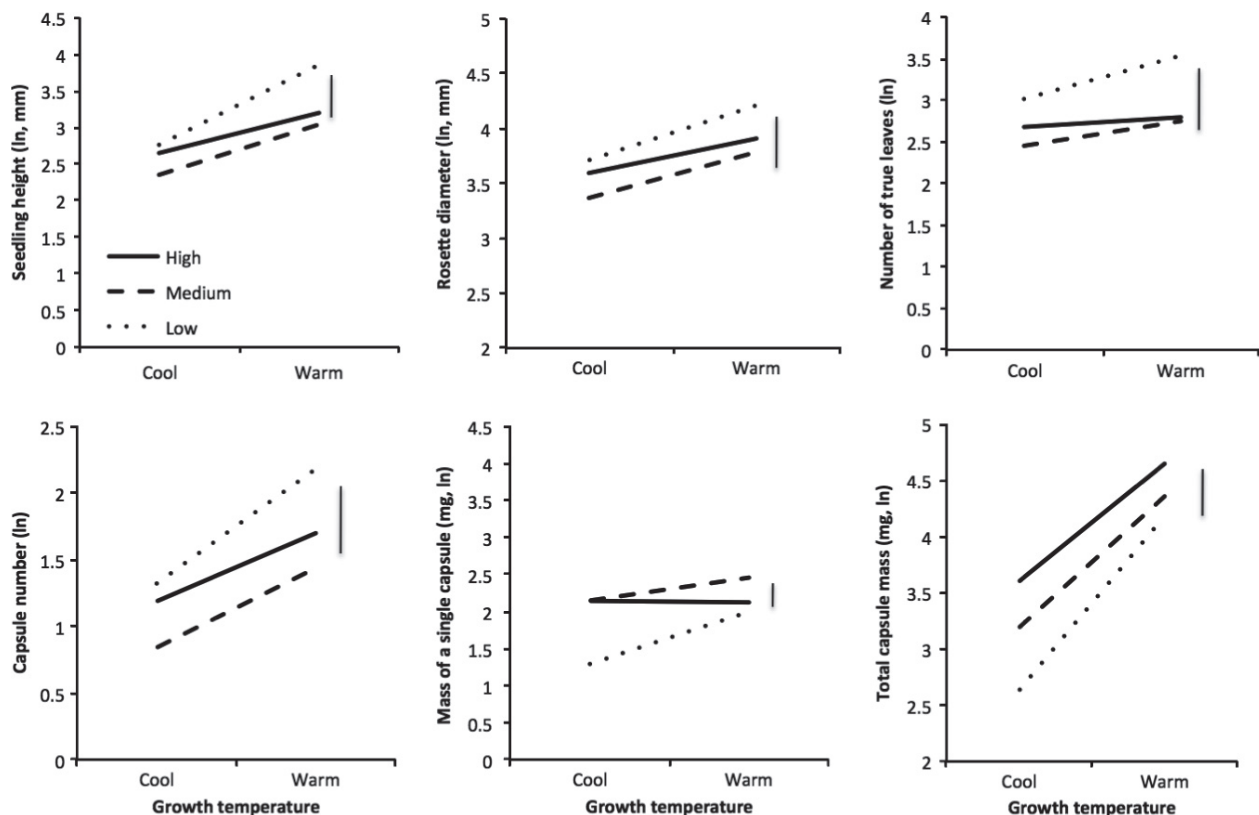 Seedling height (ln, mm)
4.5
4
3.5
3
2.5
2
1.5
1
0.5
0
High
Medium
Low
Cool
Warm
Rosette diameter (ln, mm)
5
4.5
4
3.5
3
2.5
2
Cool
Warm
Number of true leaves (ln)
4
3.5
3
2.5
2
1.5
1
0.5
0
Cool
Warm
Capsule number (ln)
2.5
2
1.5
1
0.5
0
Cool
Warm
Growth temperature
Mass of a single capsule (mg, ln)
4.5
4
3.5
3
2.5
2
1.5
1
0.5
0
Cool
Warm
Growth temperature
Total capsule mass (mg, ln)
5
4.5
4
3.5
3
2.5
2
Cool
Warm
Growth temperature